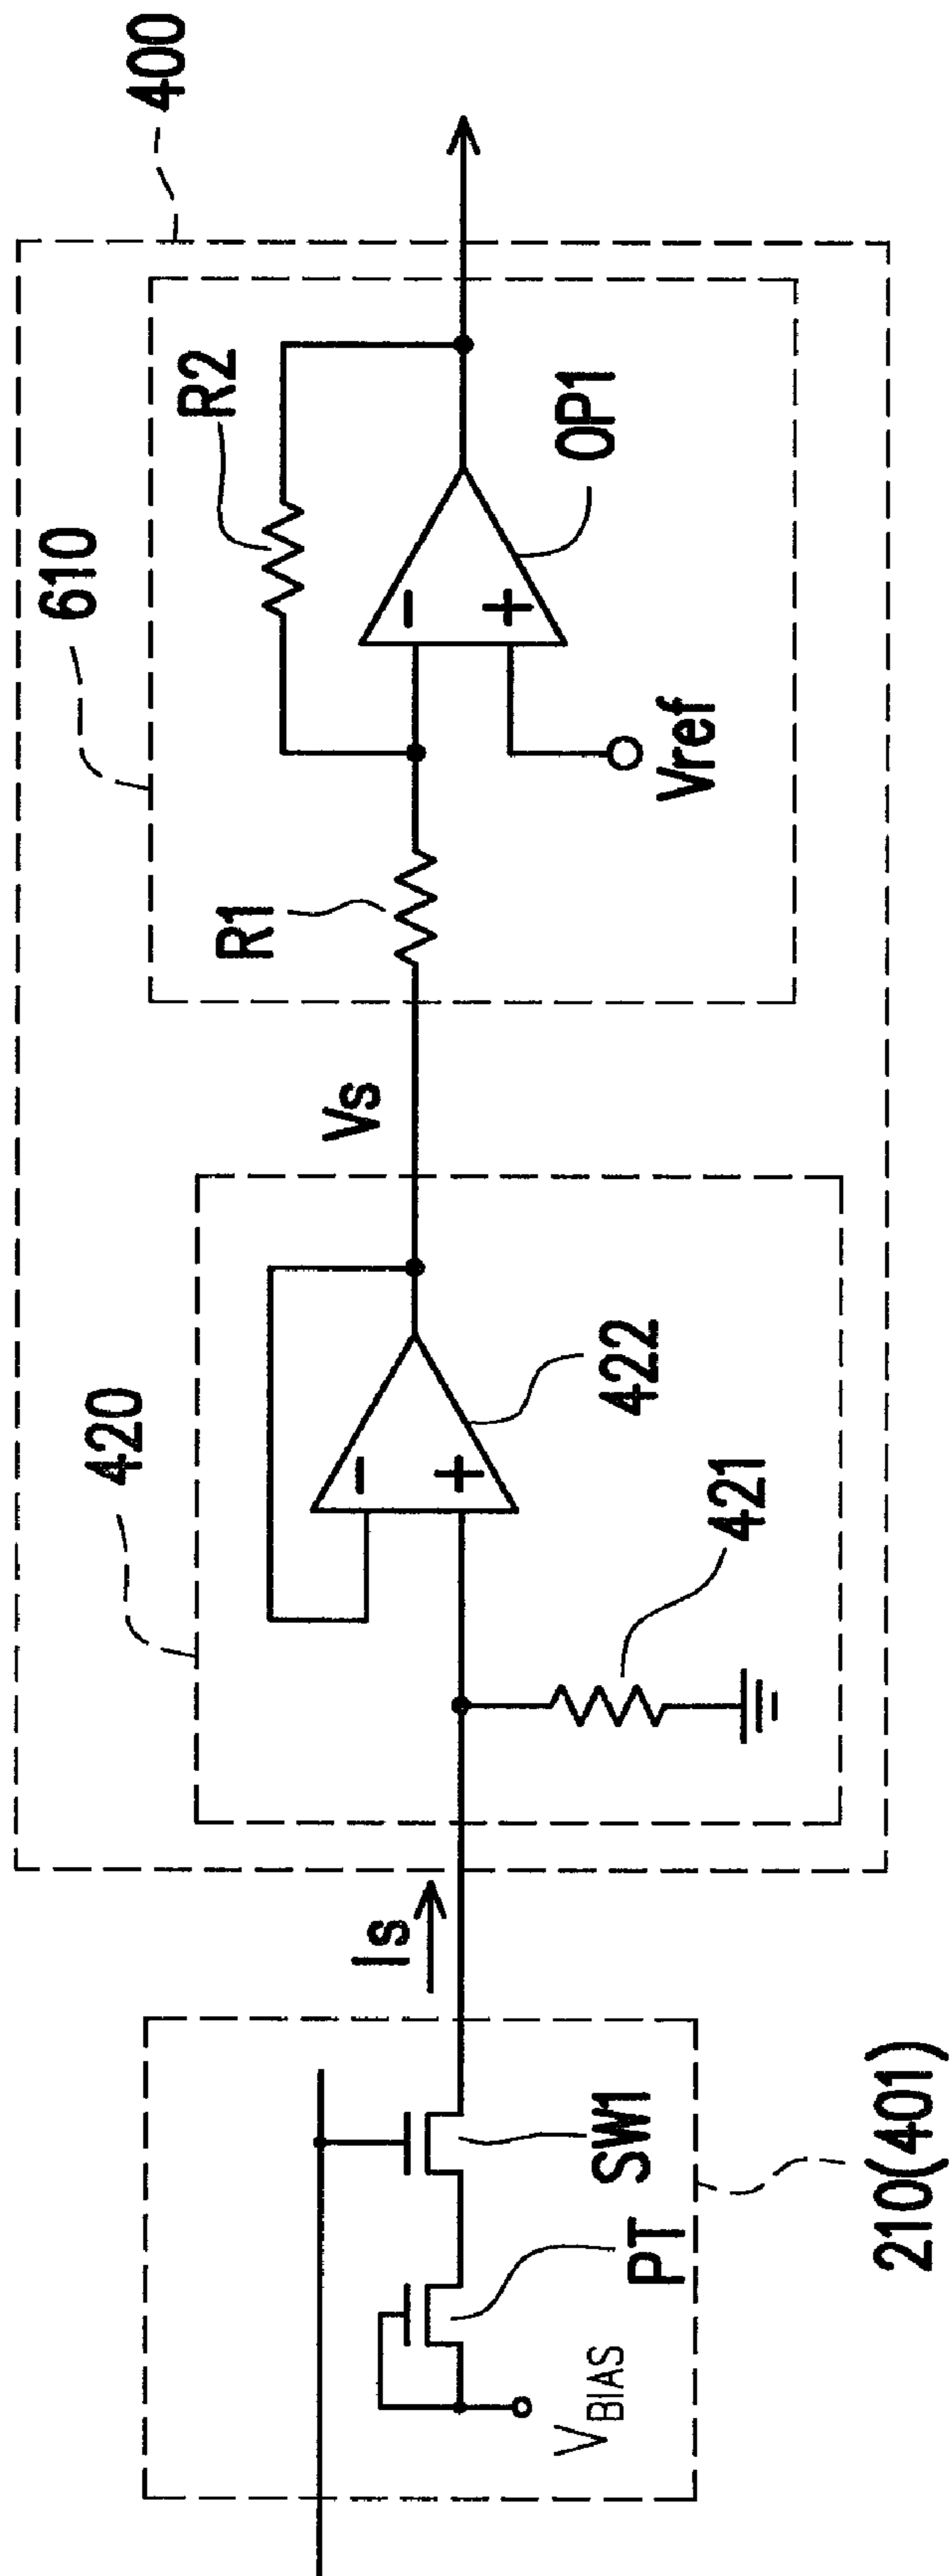 400
610
R2
R1
OP1
Vref
−
+
Vs
420
−
+
422
421
Is
SW1
PT
VBIAS
210(401)